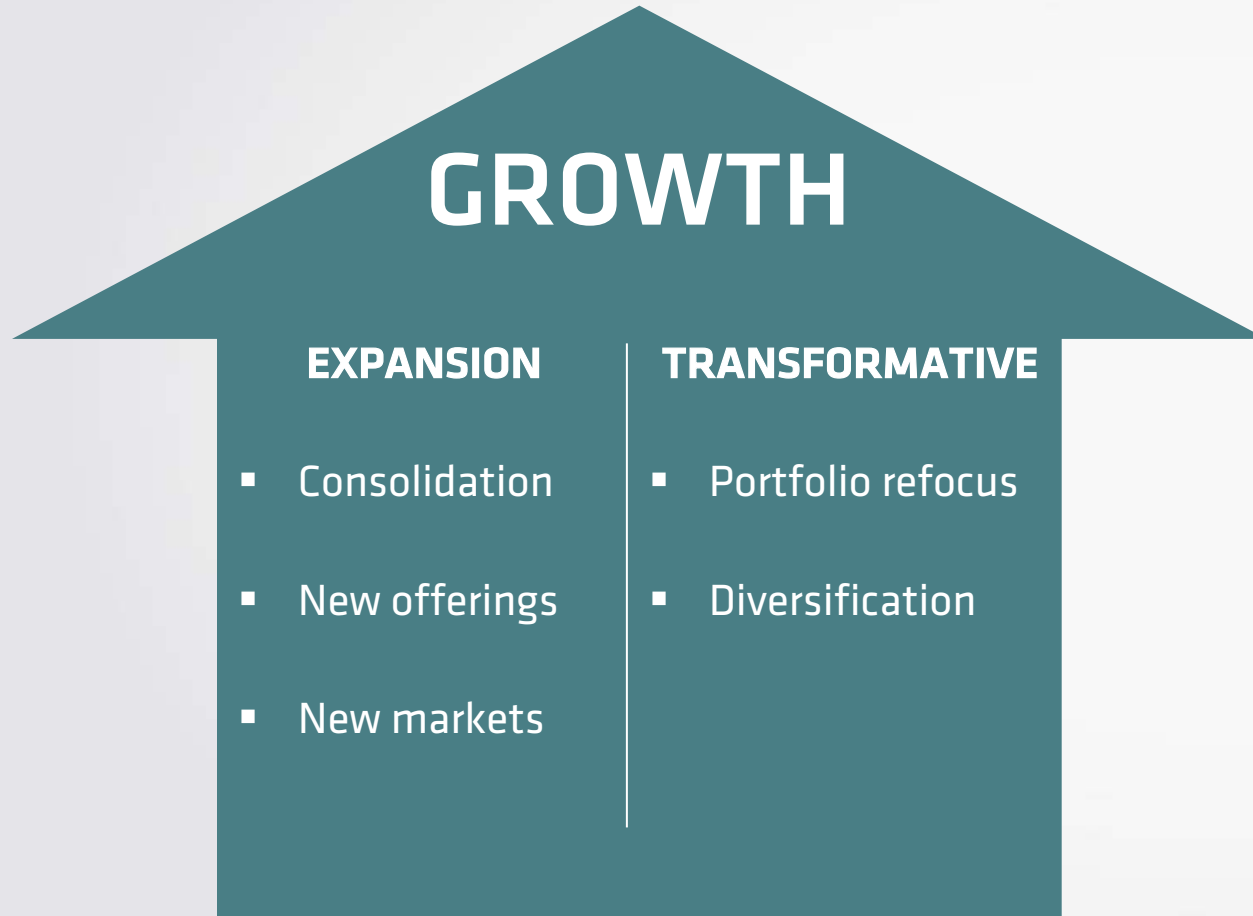 GROWTH
EXPANSION
▪ Consolidation
▪ New offerings
▪ New markets
TRANSFORMATIVE
▪ Portfolio refocus
▪ Diversification